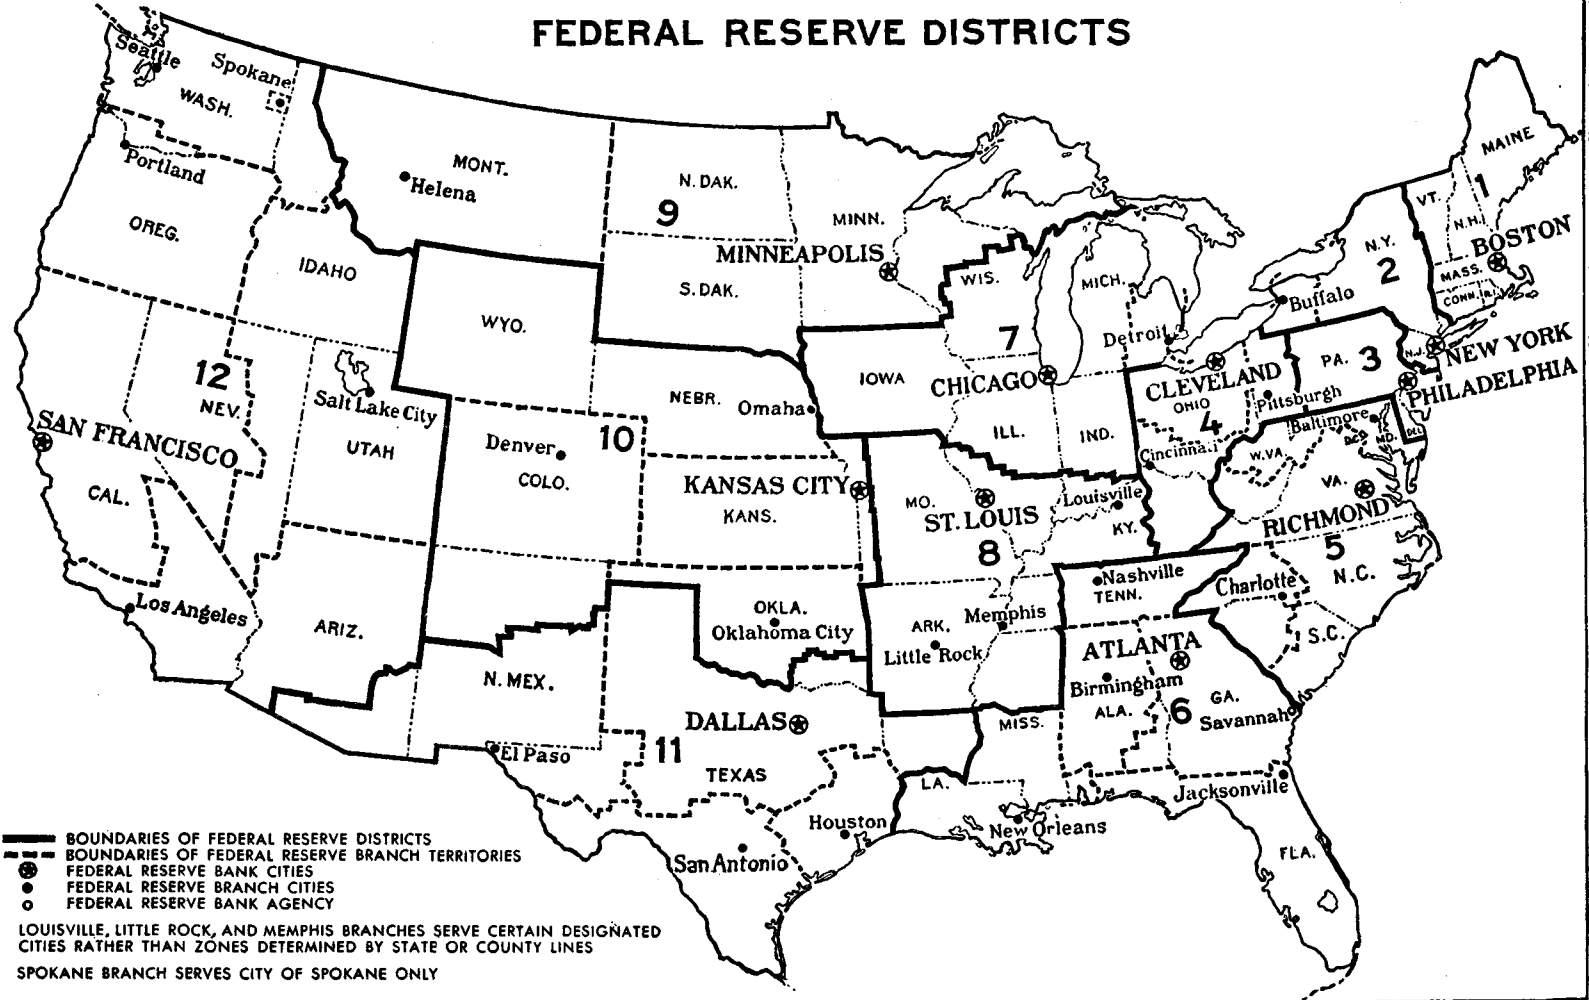 FEDERAL RESERVE DISTRICTS
Seattle
Spokane
WASH.
Portland
OREG.
IDAHO
MONT.
Helena
N. DAK.
9
MINN.
MINNEAPOLIS
S. DAK.
WYO.
WIS.
MICH.
7
Detroit
IOWA
CHICAGO
ILL.
IND.
MAINE
VT.
1
N.H.
BOSTON
MASS.
CONN.
R.I.
N.Y.
2
Buffalo
NEW YORK
N.J.
PA.
3
PHILADELPHIA
CLEVELAND
OHIO
4
Pittsburgh
Cincinnati
Baltimore
D.C.
MD.
DEL.
W.VA.
VA.
RICHMOND
5
Charlotte
N.C.
S.C.
12
NEV.
SAN FRANCISCO
CAL.
Salt Lake City
UTAH
Los Angeles
ARIZ.
NEBR.
Omaha
10
Denver
COLO.
KANSAS CITY
KANS.
OKLA.
Oklahoma City
MO.
ST. LOUIS
8
Louisville
KY.
Nashville
TENN.
Memphis
ARK.
Little Rock
ATLANTA
Birmingham
ALA.
6
GA.
Savannah
MISS.
Jacksonville
N. MEX.
El Paso
DALLAS
11
TEXAS
Houston
San Antonio
LA.
New Orleans
FLA.
BOUNDARIES OF FEDERAL RESERVE DISTRICTS
BOUNDARIES OF FEDERAL RESERVE BRANCH TERRITORIES
FEDERAL RESERVE BANK CITIES
FEDERAL RESERVE BRANCH CITIES
FEDERAL RESERVE BANK AGENCY
LOUISVILLE, LITTLE ROCK, AND MEMPHIS BRANCHES SERVE CERTAIN DESIGNATED
CITIES RATHER THAN ZONES DETERMINED BY STATE OR COUNTY LINES
SPOKANE BRANCH SERVES CITY OF SPOKANE ONLY